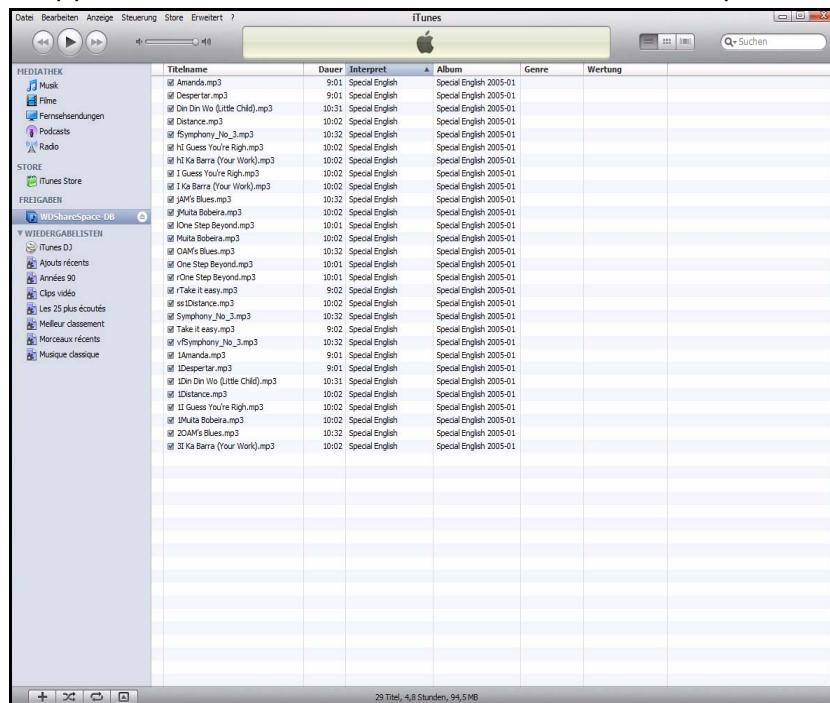 iTunes
Datei Bearbeiten Anzeige Steuerung Store Erweitert ?
Suchen
MEDIATHEK
Musik
Filme
Fernsehsendungen
Podcasts
Radio
STORE
iTunes Store
FREIGABEN
WDShareSpace-DB
WIEDERGABELISTEN
iTunes DJ
Ajouts récents
Années 90
Clips vidéo
Les 25 plus écoutés
Meilleur classement
Morceaux récents
Musique classique
Titelname Dauer Interpret Album Genre Wertung
Amanda.mp3 9:01 Special English Special English 2005-01
Despertar.mp3 9:01 Special English Special English 2005-01
Din Din Wo (Little Child).mp3 10:31 Special English Special English 2005-01
Distance.mp3 10:02 Special English Special English 2005-01
fSymphony_No_3.mp3 10:32 Special English Special English 2005-01
hI Guess You're Righ.mp3 10:02 Special English Special English 2005-01
hI Ka Barra (Your Work).mp3 10:02 Special English Special English 2005-01
I Guess You're Righ.mp3 10:02 Special English Special English 2005-01
I Ka Barra (Your Work).mp3 10:02 Special English Special English 2005-01
jAM's Blues.mp3 10:32 Special English Special English 2005-01
jMuita Bobeira.mp3 10:02 Special English Special English 2005-01
lOne Step Beyond.mp3 10:01 Special English Special English 2005-01
Muita Bobeira.mp3 10:02 Special English Special English 2005-01
OAM's Blues.mp3 10:32 Special English Special English 2005-01
One Step Beyond.mp3 10:01 Special English Special English 2005-01
rOne Step Beyond.mp3 10:01 Special English Special English 2005-01
rTake it easy.mp3 9:02 Special English Special English 2005-01
ss1Distance.mp3 10:02 Special English Special English 2005-01
Symphony_No_3.mp3 10:32 Special English Special English 2005-01
Take it easy.mp3 9:02 Special English Special English 2005-01
vfSymphony_No_3.mp3 10:32 Special English Special English 2005-01
1Amanda.mp3 9:01 Special English Special English 2005-01
1Despertar.mp3 9:01 Special English Special English 2005-01
1Din Din Wo (Little Child).mp3 10:31 Special English Special English 2005-01
1Distance.mp3 10:02 Special English Special English 2005-01
1I Guess You're Righ.mp3 10:02 Special English Special English 2005-01
1Muita Bobeira.mp3 10:02 Special English Special English 2005-01
2OAM's Blues.mp3 10:32 Special English Special English 2005-01
3I Ka Barra (Your Work).mp3 10:02 Special English Special English 2005-01
29 Titel, 4,8 Stunden, 94,5 MB